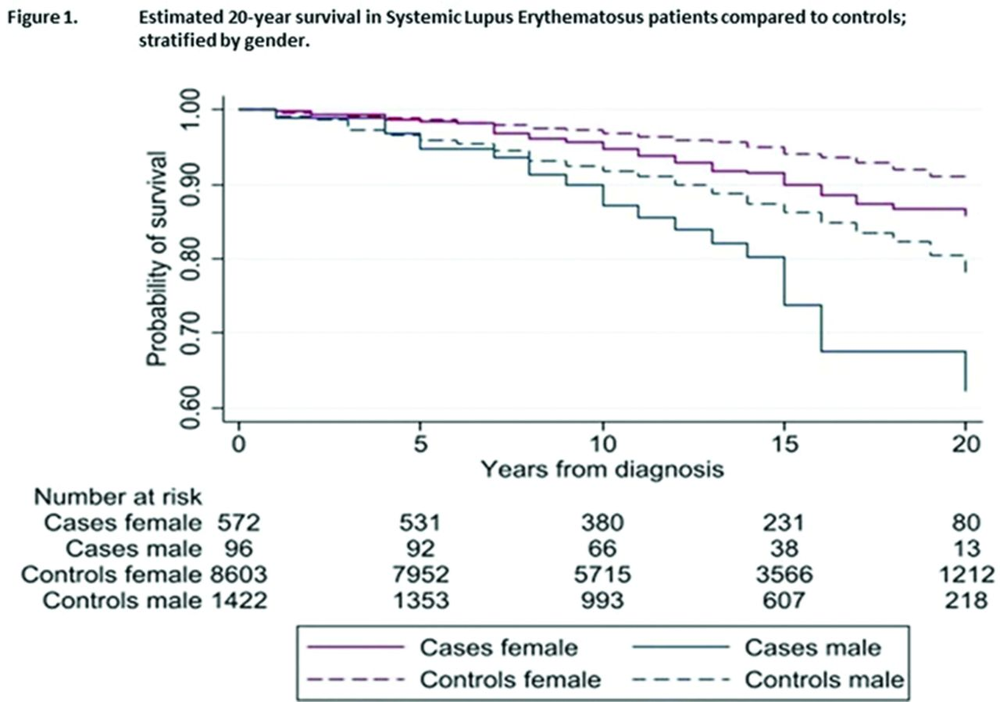 Figure 1. Estimated 20-year survival in Systemic Lupus Erythematosus patients compared to controls;
stratified by gender.
Probability of survival
1.00
0.90
0.80
0.70
0.60
0 5 10 15 20
Years from diagnosis
Number at risk
Cases female 572 531 380 231 80
Cases male 96 92 66 38 13
Controls female 8603 7952 5715 3566 1212
Controls male 1422 1353 993 607 218
Cases female Cases male
Controls female Controls male